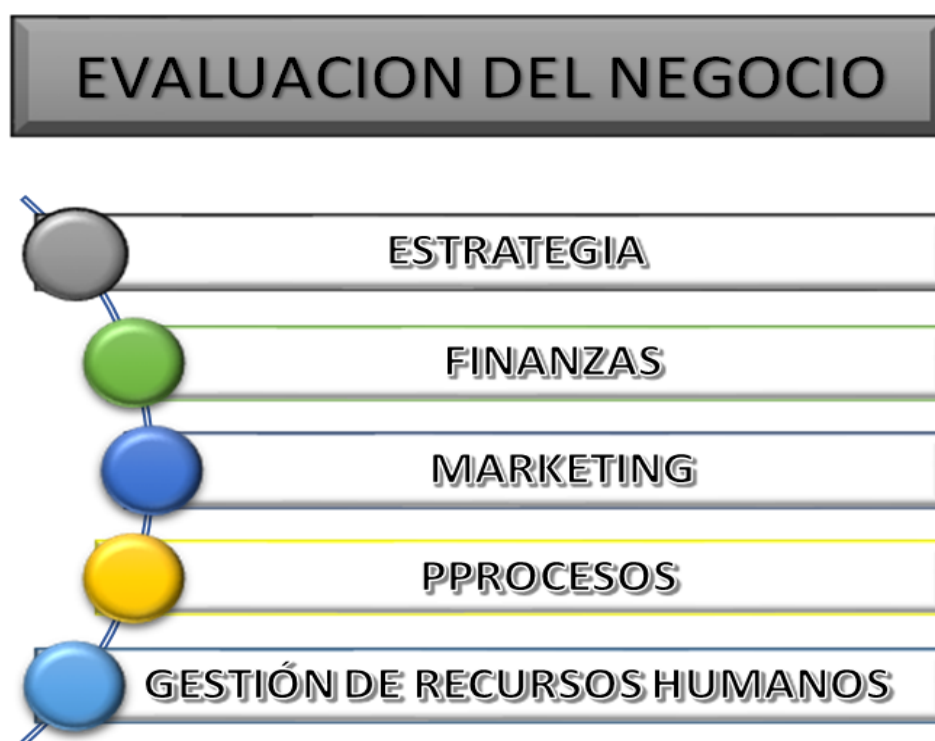 EVALUACION DEL NEGOCIO
ESTRATEGIA
FINANZAS
MARKETING
PPROCESOS
GESTIÓN DE RECURSOS HUMANOS